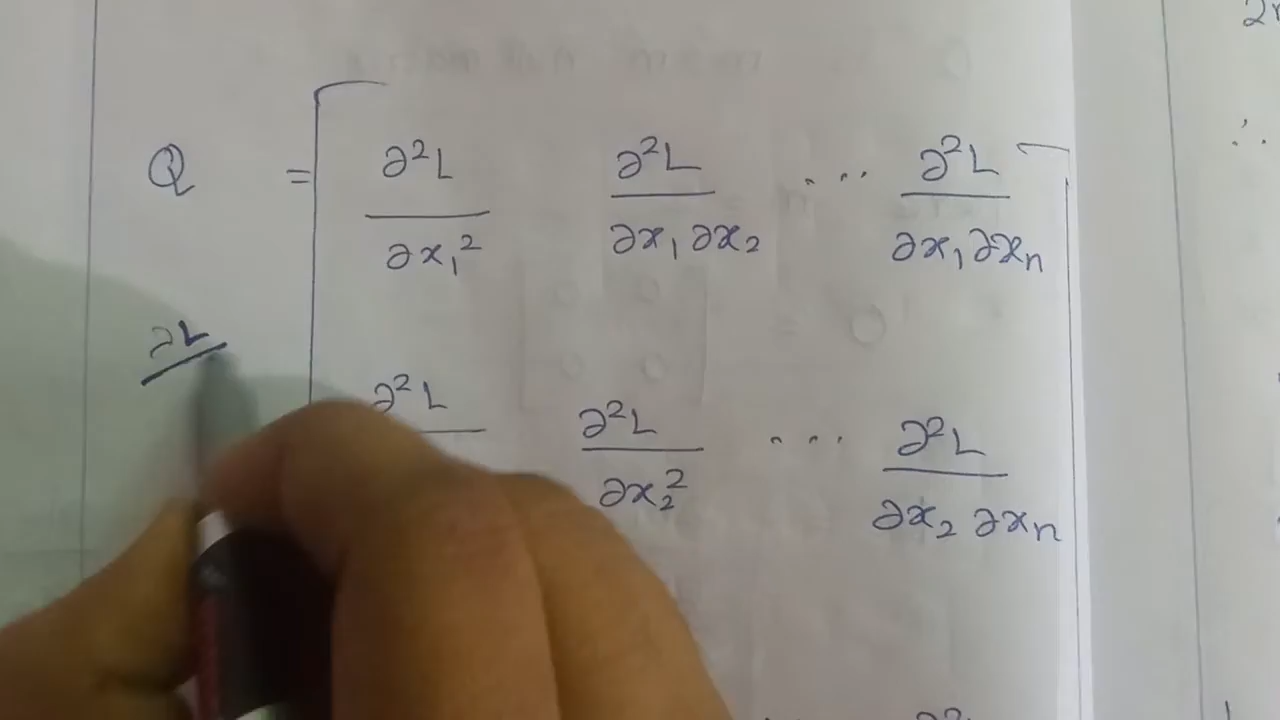 Q = ∂²L/∂x₁² ∂²L/∂x₁∂x₂ ... ∂²L/∂x₁∂xₙ
∂L
∂²L ∂²L/∂x₂² ... ∂²L/∂x₂∂xₙ